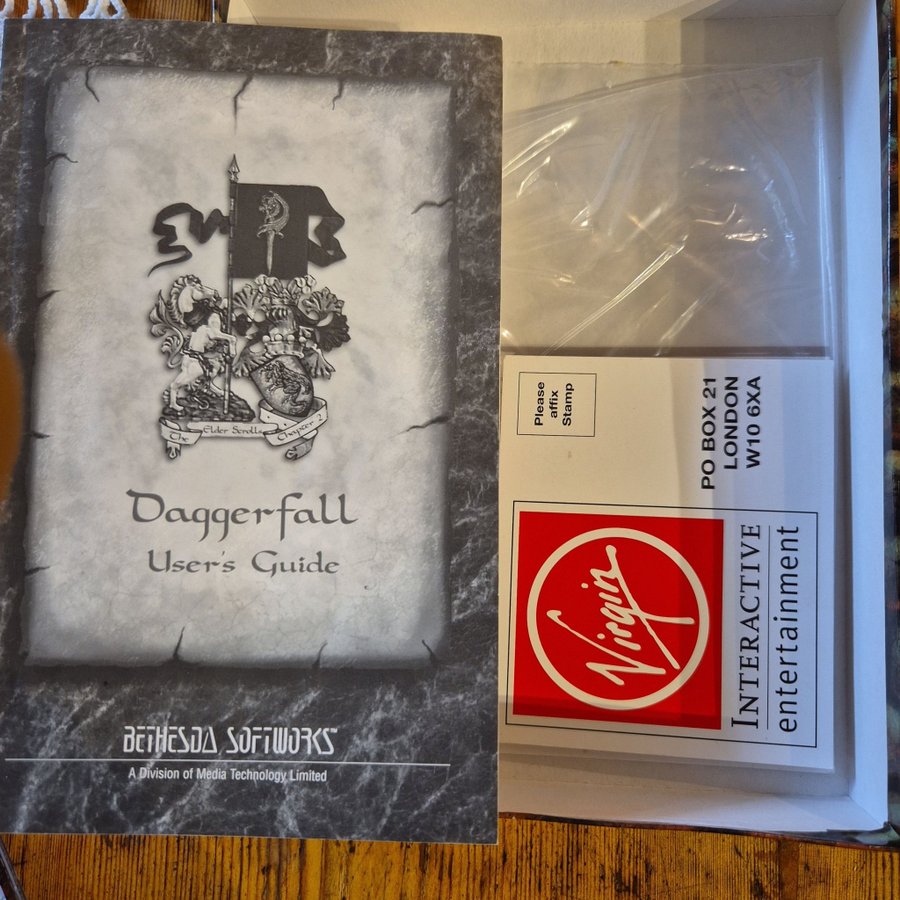 The Elder Scrolls Chapter 2
Daggerfall
User's Guide
BETHESDA SOFTWORKS™
A Division of Media Technology Limited
Please
affix
Stamp
PO BOX 21
LONDON
W10 6XA
Virgin
INTERACTIVE
entertainment